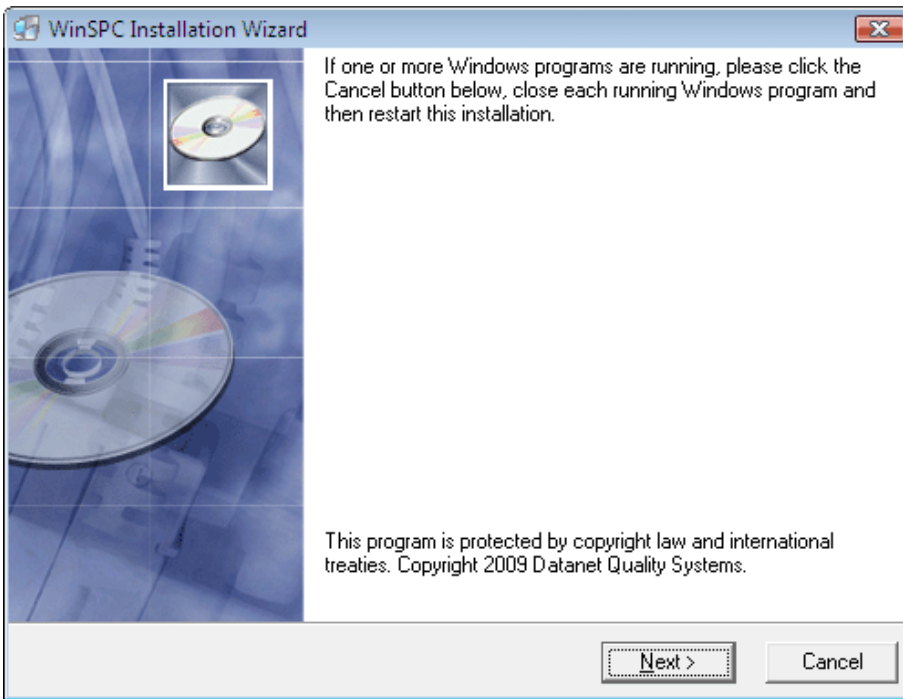 WinSPC Installation Wizard
If one or more Windows programs are running, please click the
Cancel button below, close each running Windows program and
then restart this installation.
This program is protected by copyright law and international
treaties. Copyright 2009 Datanet Quality Systems.
Next >
Cancel